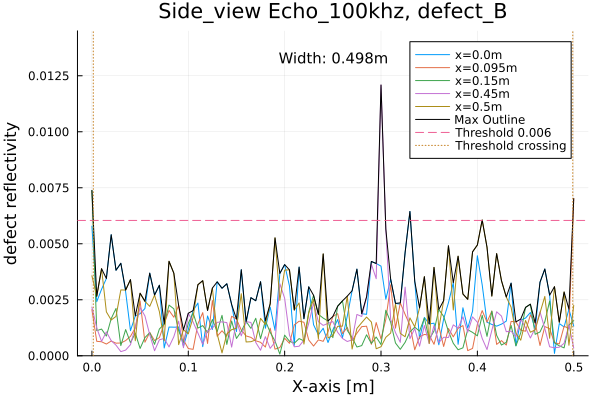 Side_view Echo_100khz, defect_B
Width: 0.498m
x=0.0m
x=0.095m
x=0.15m
x=0.45m
x=0.5m
Max Outline
Threshold 0.006
Threshold crossing
defect reflectivity
0.0125
0.0100
0.0075
0.0050
0.0025
0.0000
0.0 0.1 0.2 0.3 0.4 0.5
X-axis [m]